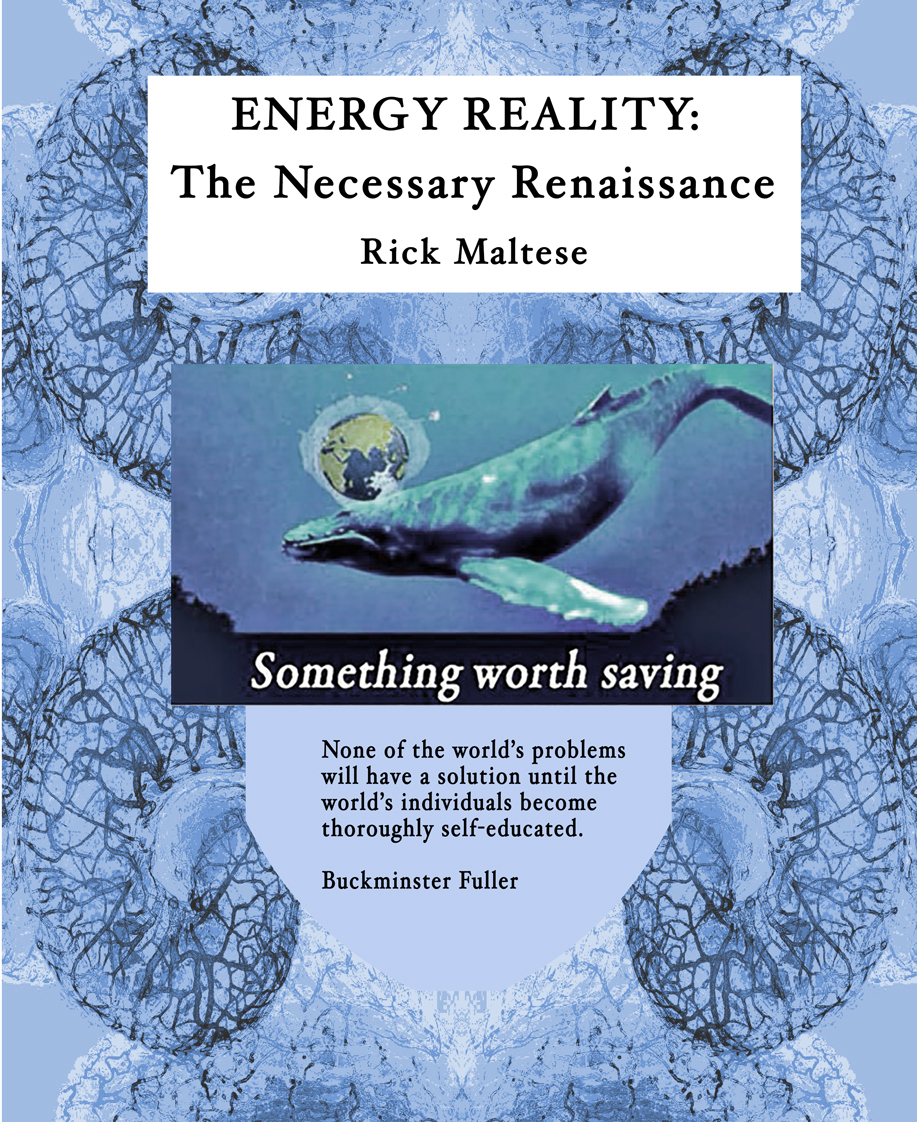 ENERGY REALITY:
The Necessary Renaissance
Rick Maltese
Something worth saving
None of the world’s problems
will have a solution until the
world’s individuals become
thoroughly self-educated.
Buckminster Fuller